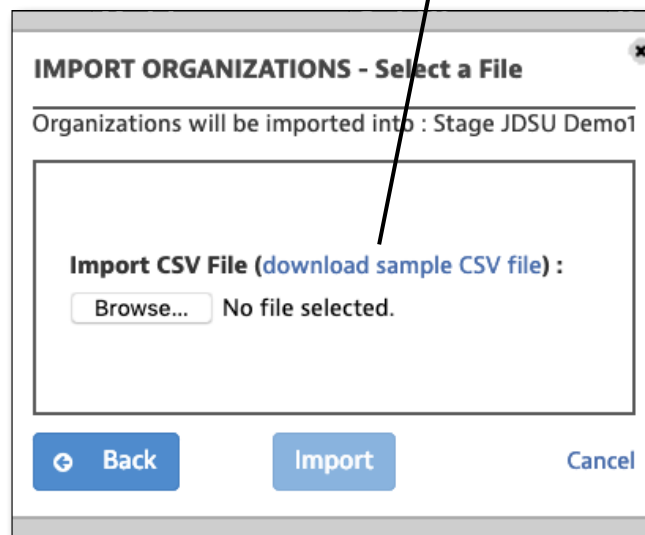 IMPORT ORGANIZATIONS - Select a File
Organizations will be imported into : Stage JDSU Demo1
Import CSV File (download sample CSV file) :
Browse... No file selected.
Back Import Cancel